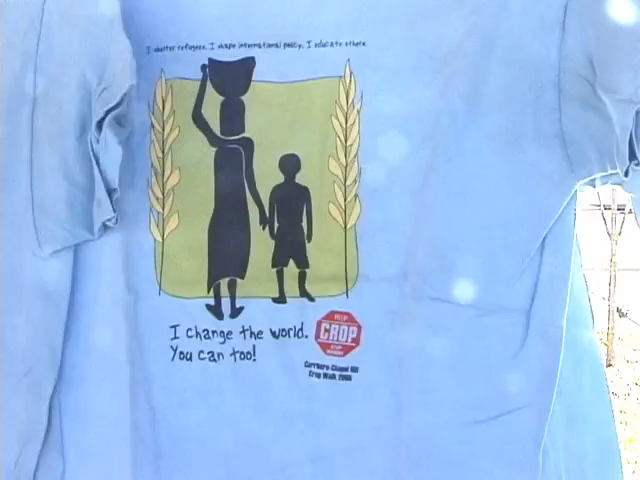 I shelter refugees. I shape international policy. I educate others.
I change the world.
You can too!
HELP
CROP
STOP
HUNGER
Carrboro-Chapel Hill
Crop Walk 2006